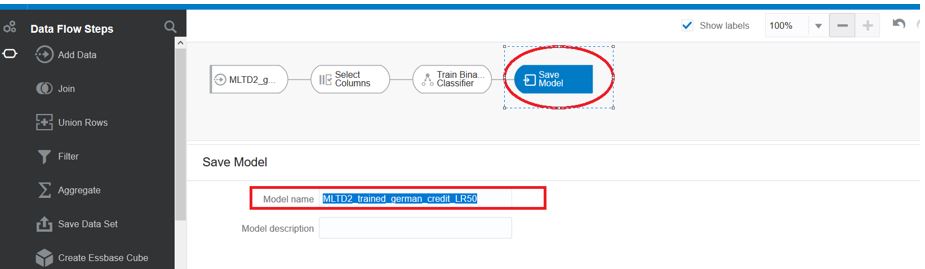 Data Flow Steps
Add Data
Join
Union Rows
Filter
Aggregate
Save Data Set
Create Essbase Cube
Show labels
100%
MLTD2_g...
Select
Columns
Train Bina...
Classifier
Save
Model
Save Model
Model name MLTD2_trained_german_credit_LR50
Model description